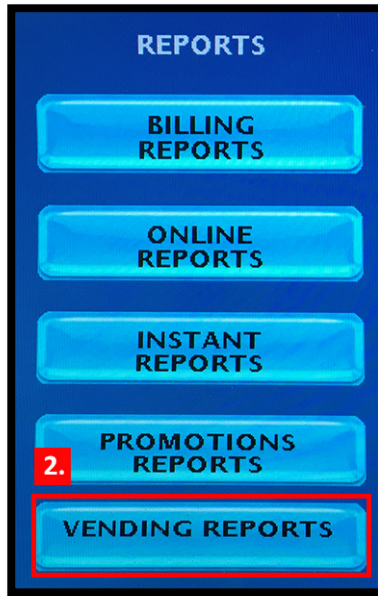 REPORTS
BILLING
REPORTS
ONLINE
REPORTS
INSTANT
REPORTS
PROMOTIONS
REPORTS
2.
VENDING REPORTS